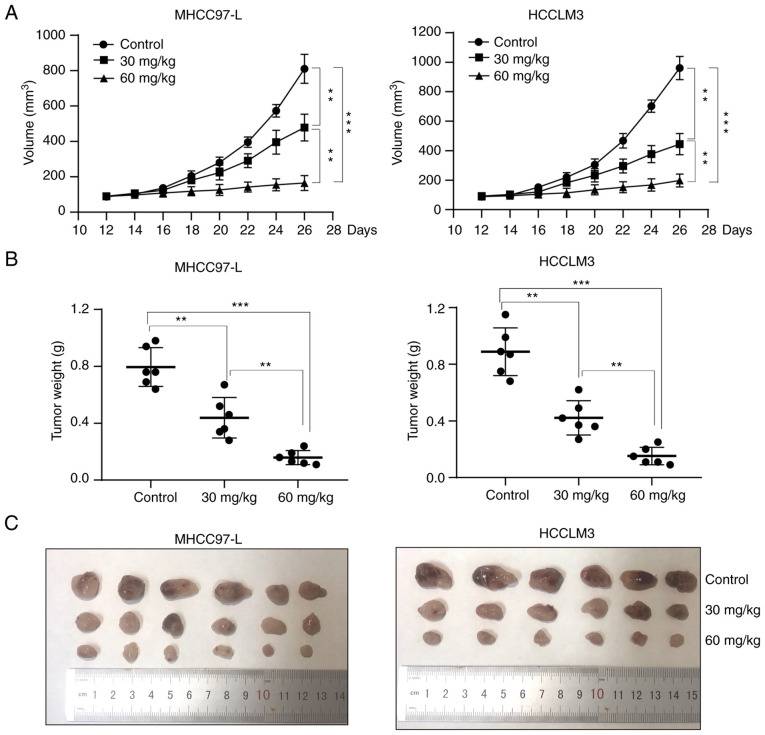 A
MHCC97-L
HCCLM3
Volume (mm³)
1000
800
600
400
200
0
Control
30 mg/kg
60 mg/kg
**
**
***
10 12 14 16 18 20 22 24 26 28 Days
Volume (mm³)
1200
1000
800
600
400
200
0
Control
30 mg/kg
60 mg/kg
**
**
***
10 12 14 16 18 20 22 24 26 28 Days
B
MHCC97-L
HCCLM3
Tumor weight (g)
1.2
0.8
0.4
0.0
***
**
**
Control 30 mg/kg 60 mg/kg
Tumor weight (g)
1.2
0.8
0.4
0.0
***
**
**
Control 30 mg/kg 60 mg/kg
C
MHCC97-L
HCCLM3
Control
30 mg/kg
60 mg/kg
cm 1 2 3 4 5 6 7 8 9 10 11 12 13 14
cm 1 2 3 4 5 6 7 8 9 10 11 12 13 14 15